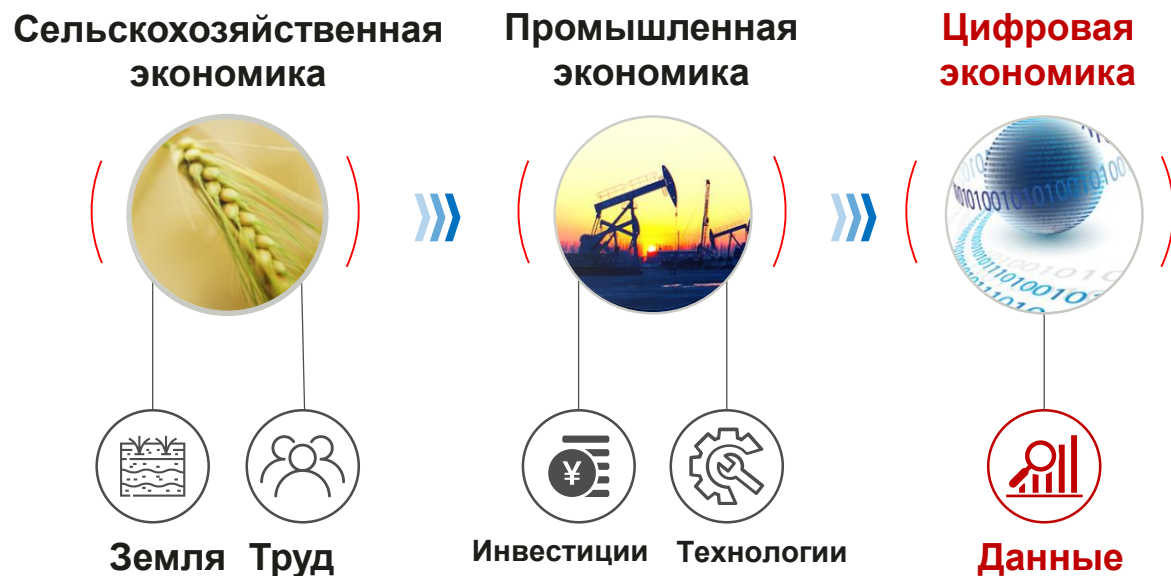 Сельскохозяйственная
экономика
Промышленная
экономика
Цифровая
экономика
¥
Земля
Труд
Инвестиции
Технологии
Данные